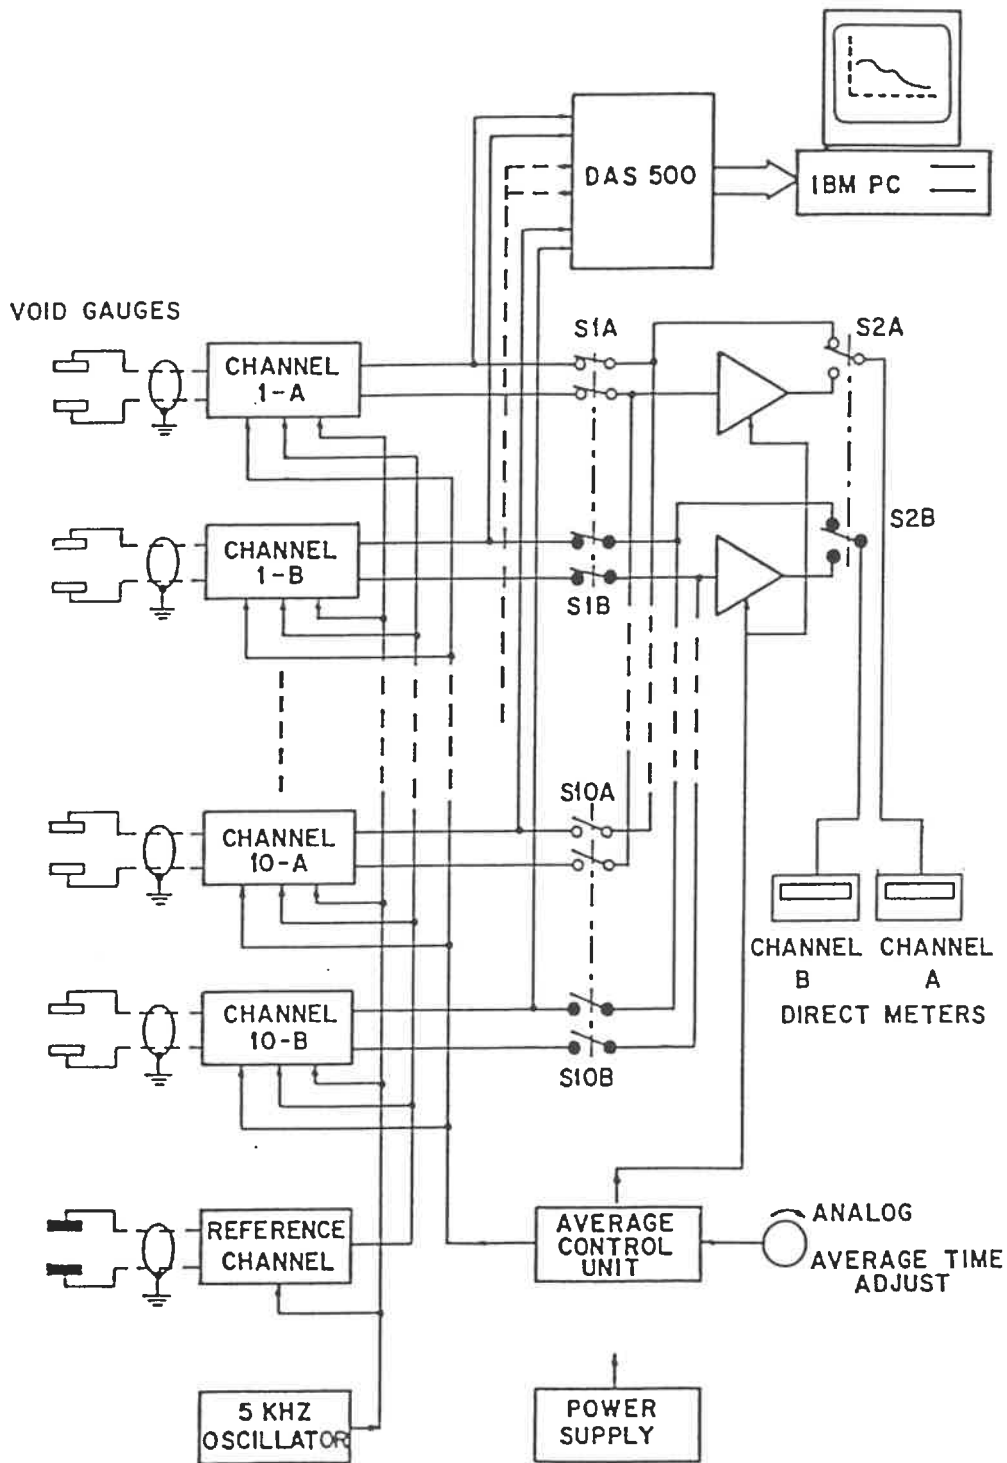 DAS 500
IBM PC
VOID GAUGES
CHANNEL
1-A
S1A
S2A
CHANNEL
1-B
S1B
S2B
CHANNEL
10-A
S10A
CHANNEL
B
CHANNEL
A
DIRECT METERS
CHANNEL
10-B
S10B
REFERENCE
CHANNEL
AVERAGE
CONTROL
UNIT
ANALOG
AVERAGE TIME
ADJUST
5 KHZ
OSCILLATOR
POWER
SUPPLY